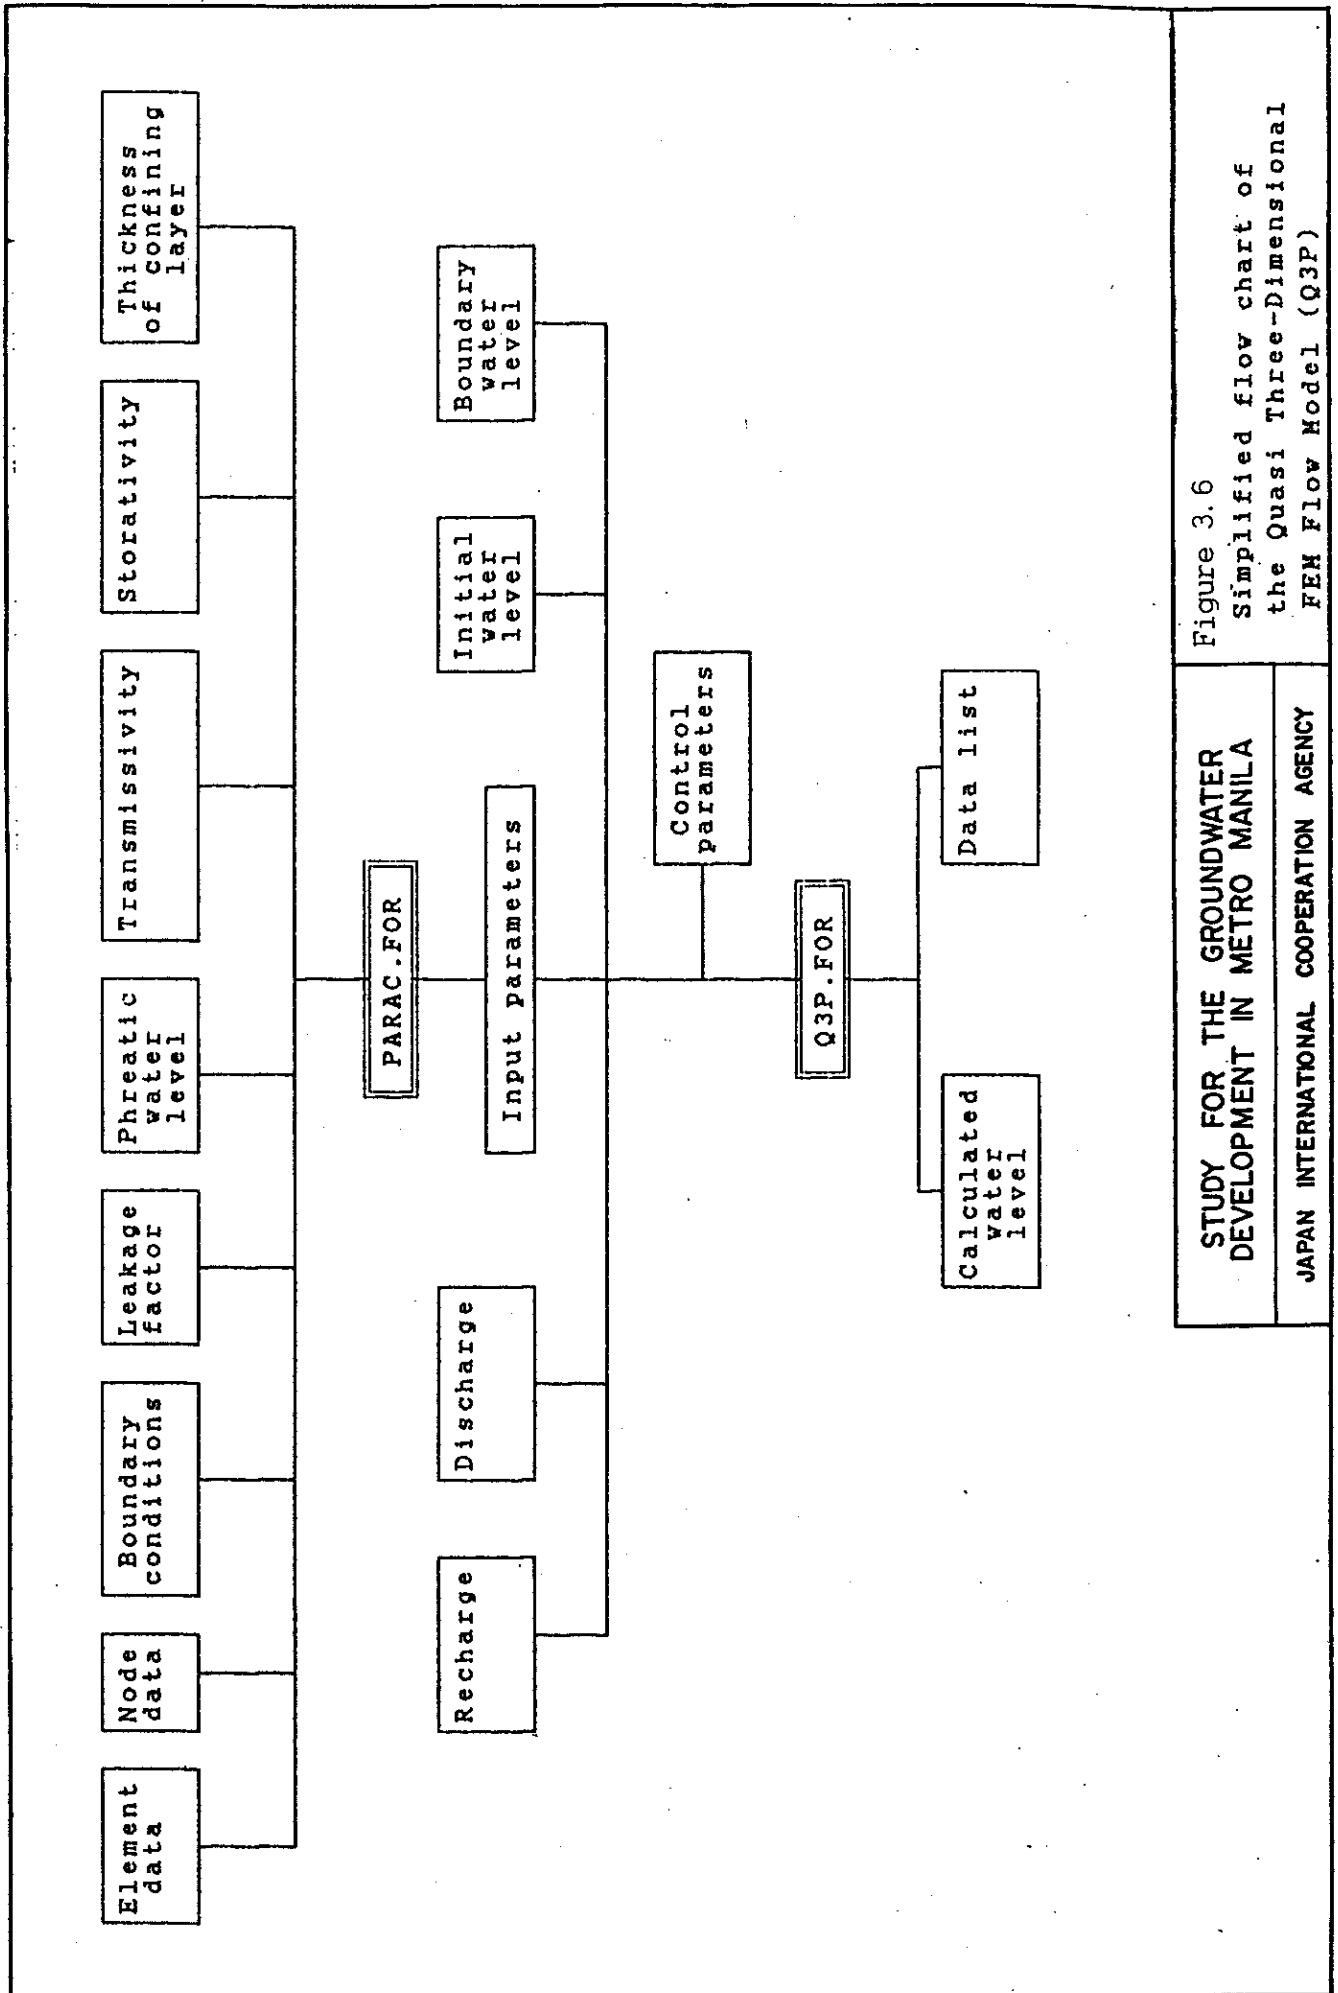 Element
data
Node
data
Boundary
conditions
Leakage
factor
Phreatic
water
level
Transmissivity
Storativity
Thickness
of confining
layer
PARAC.FOR
Input parameters
Recharge
Discharge
Initial
water
level
Boundary
water
level
Control
parameters
Q3P.FOR
Calculated
water
level
Data list
STUDY FOR THE GROUNDWATER
DEVELOPMENT IN METRO MANILA
JAPAN INTERNATIONAL COOPERATION AGENCY
Figure 3.6
Simplified flow chart of
the Quasi Three-Dimensional
FEM Flow Model (Q3P)